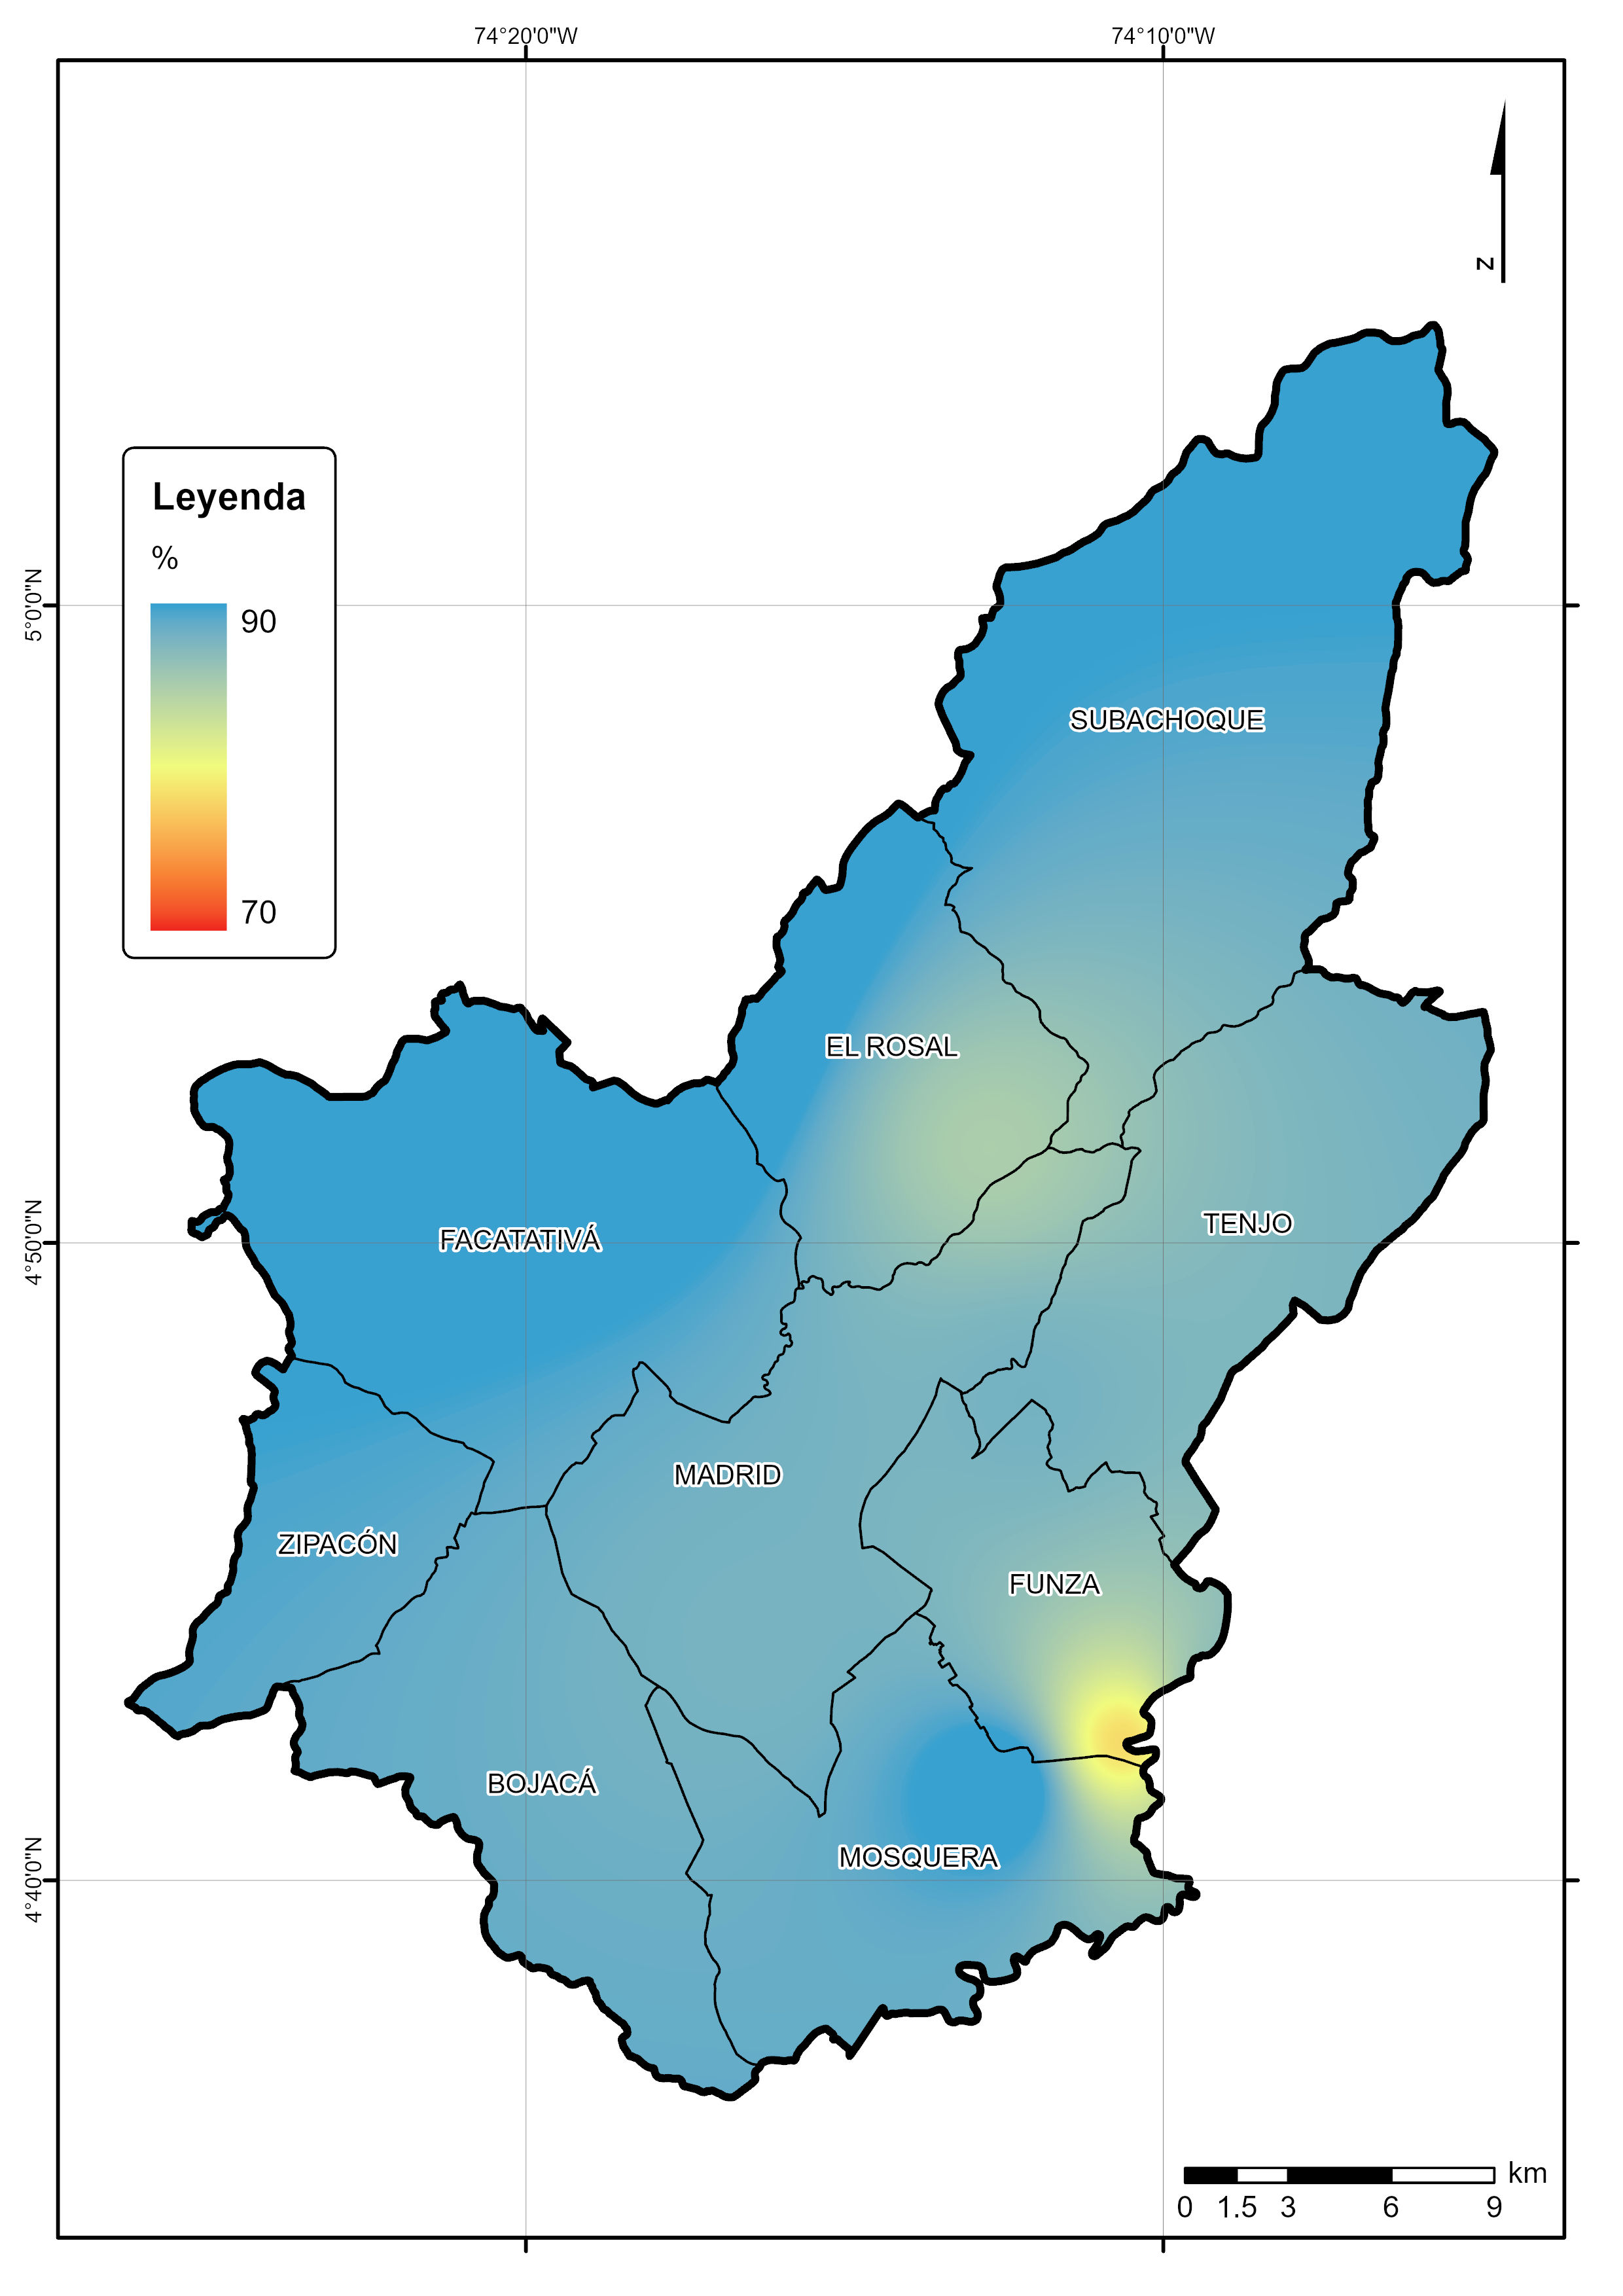 74°20'0"W
74°10'0"W
N
Leyenda
%
90
70
5°0'0"N
4°50'0"N
4°40'0"N
SUBACHOQUE
EL ROSAL
TENJO
FACATATIVÁ
MADRID
ZIPACÓN
FUNZA
BOJACÁ
MOSQUERA
km
0 1.5 3 6 9